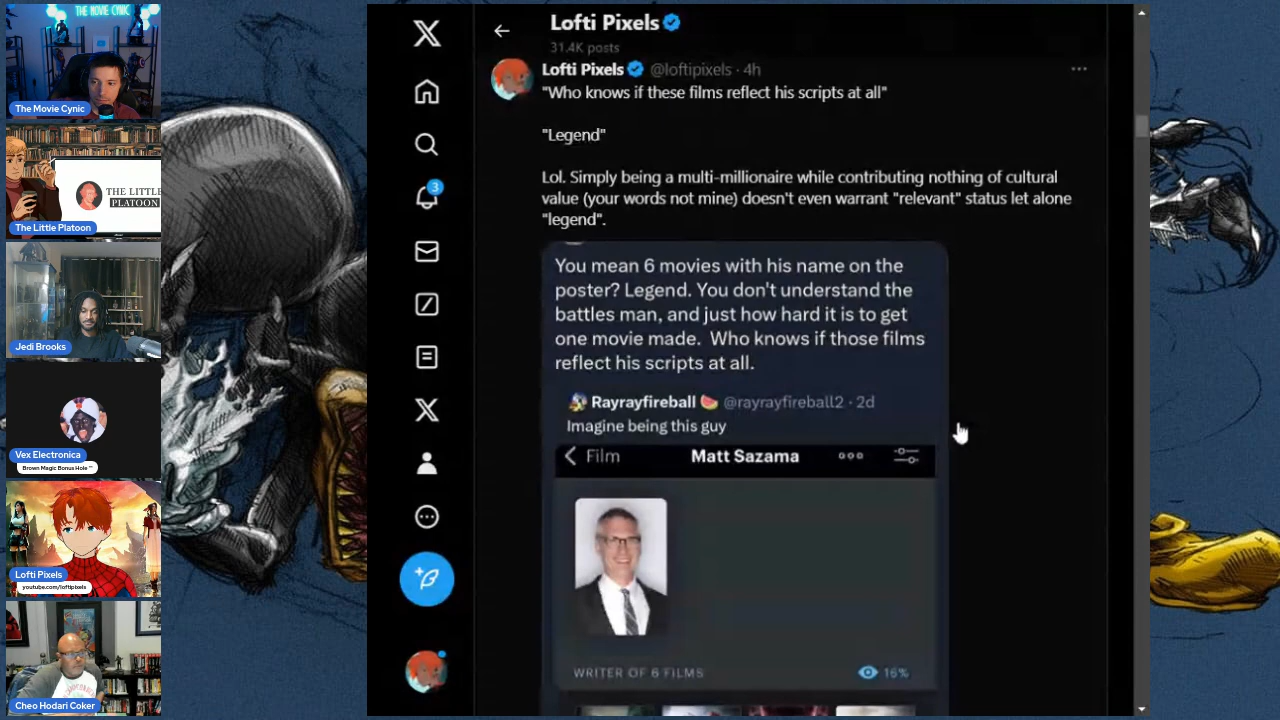 THE MOVIE CYNIC
The Movie Cynic
THE LITTLE
PLATOON
The Little Platoon
Jedi Brooks
Vex Electronica
Brown Magic Bonus Hole™
Lofti Pixels
youtube.com/loftipixels
Cheo Hodari Coker
Lofti Pixels
31.4K posts
Lofti Pixels @loftipixels · 4h
"Who knows if these films reflect his scripts at all"
"Legend"
Lol. Simply being a multi-millionaire while contributing nothing of cultural
value (your words not mine) doesn't even warrant "relevant" status let alone
"legend".
You mean 6 movies with his name on the
poster? Legend. You don't understand the
battles man, and just how hard it is to get
one movie made. Who knows if those films
reflect his scripts at all.
Rayrayfireball 🍉 @rayrayfireball2 · 2d
Imagine being this guy
Film Matt Sazama
WRITER OF 6 FILMS 16%
3